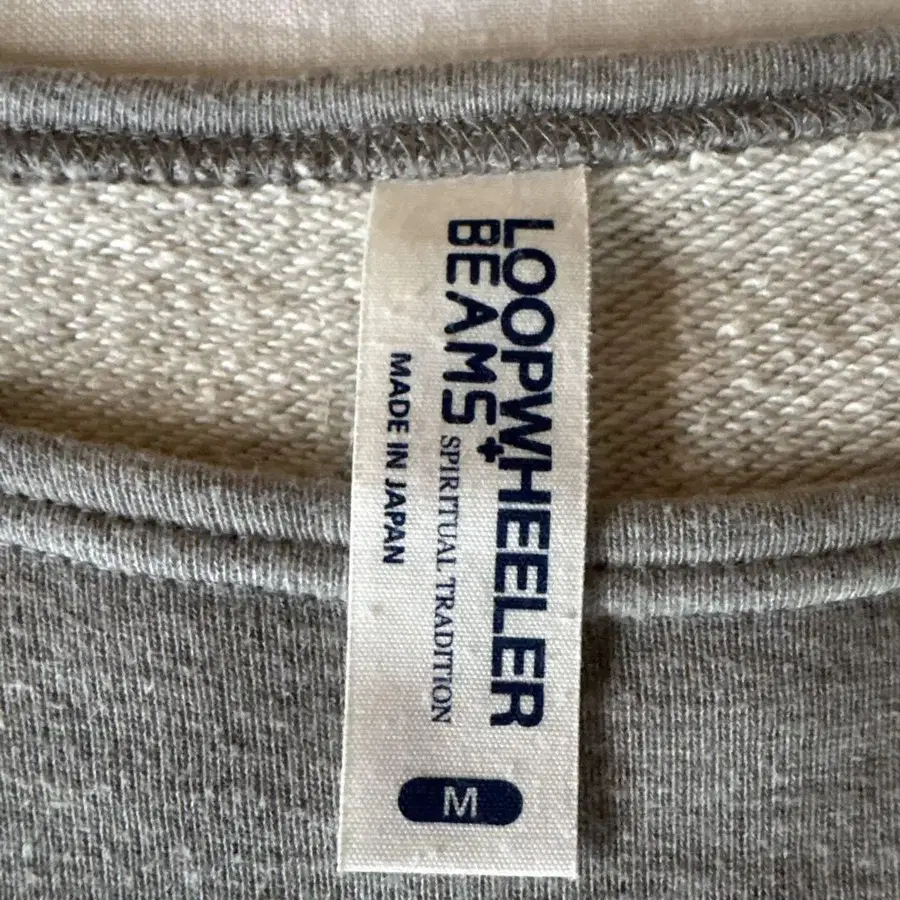 LOOPWHEELER
BEAMS+
SPIRITUAL TRADITION
MADE IN JAPAN
M